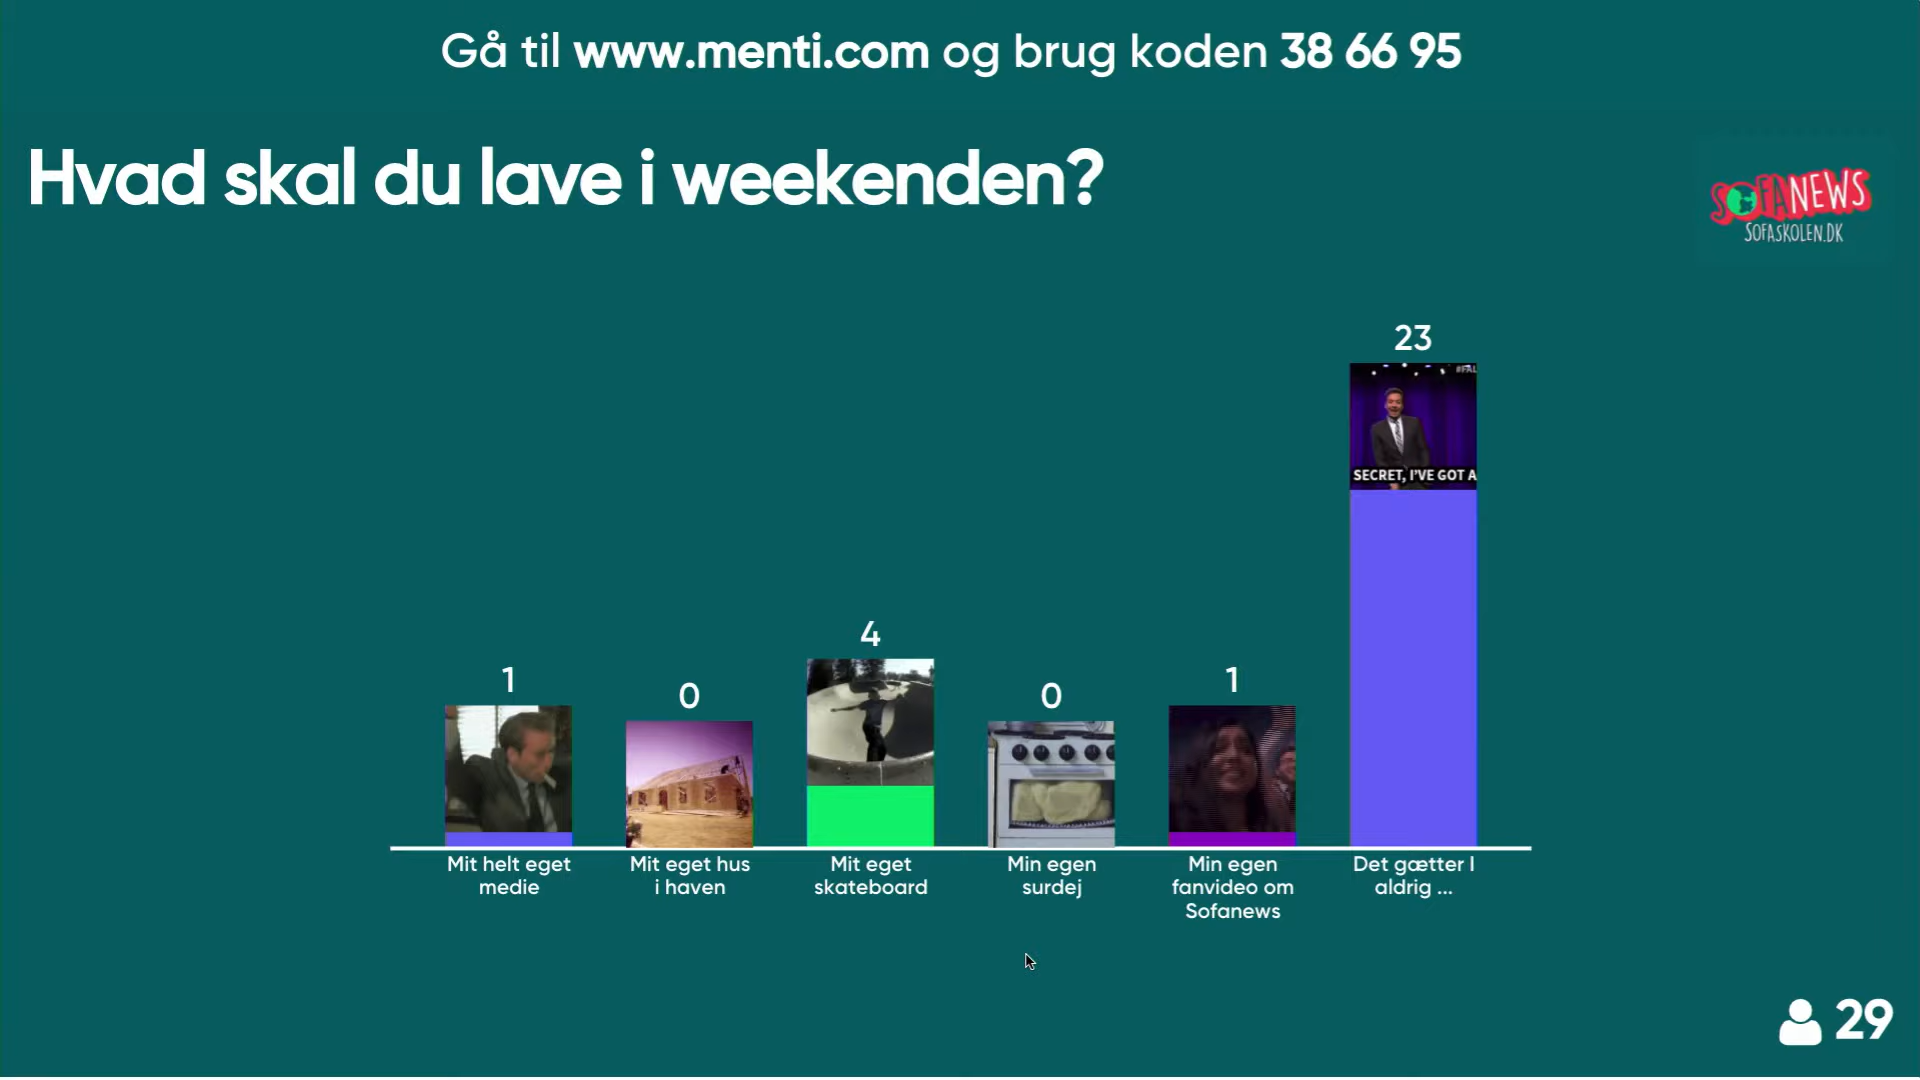 Gå til www.menti.com og brug koden 38 66 95
Hvad skal du lave i weekenden?
SOFANEWS
SOFASKOLEN.DK
23
#FAL
SECRET, I'VE GOT A
4
1
0
0
1
Mit helt eget
medie
Mit eget hus
i haven
Mit eget
skateboard
Min egen
surdej
Min egen
fanvideo om
Sofanews
Det gætter I
aldrig ...
29